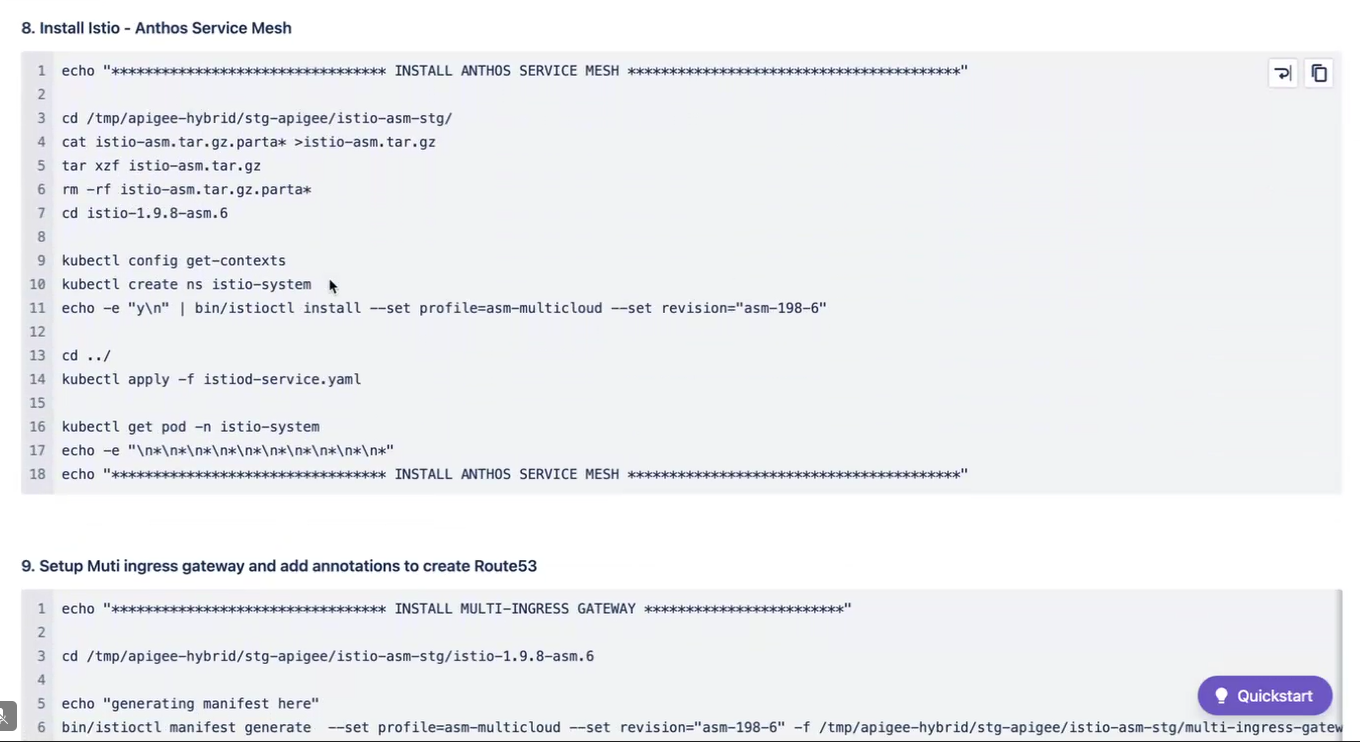 8. Install Istio - Anthos Service Mesh
1 echo "********************************* INSTALL ANTHOS SERVICE MESH ****************************************"
2
3 cd /tmp/apigee-hybrid/stg-apigee/istio-asm-stg/
4 cat istio-asm.tar.gz.parta* >istio-asm.tar.gz
5 tar xzf istio-asm.tar.gz
6 rm -rf istio-asm.tar.gz.parta*
7 cd istio-1.9.8-asm.6
8
9 kubectl config get-contexts
10 kubectl create ns istio-system
11 echo -e "y\n" | bin/istioctl install --set profile=asm-multicloud --set revision="asm-198-6"
12
13 cd ../
14 kubectl apply -f istiod-service.yaml
15
16 kubectl get pod -n istio-system
17 echo -e "\n*\n*\n*\n*\n*\n*\n*\n*\n*\n*"
18 echo "********************************* INSTALL ANTHOS SERVICE MESH ****************************************"
9. Setup Muti ingress gateway and add annotations to create Route53
1 echo "********************************* INSTALL MULTI-INGRESS GATEWAY ************************"
2
3 cd /tmp/apigee-hybrid/stg-apigee/istio-asm-stg/istio-1.9.8-asm.6
4
5 echo "generating manifest here"
6 bin/istioctl manifest generate  --set profile=asm-multicloud --set revision="asm-198-6" -f /tmp/apigee-hybrid/stg-apigee/istio-asm-stg/multi-ingress-gatew
Quickstart